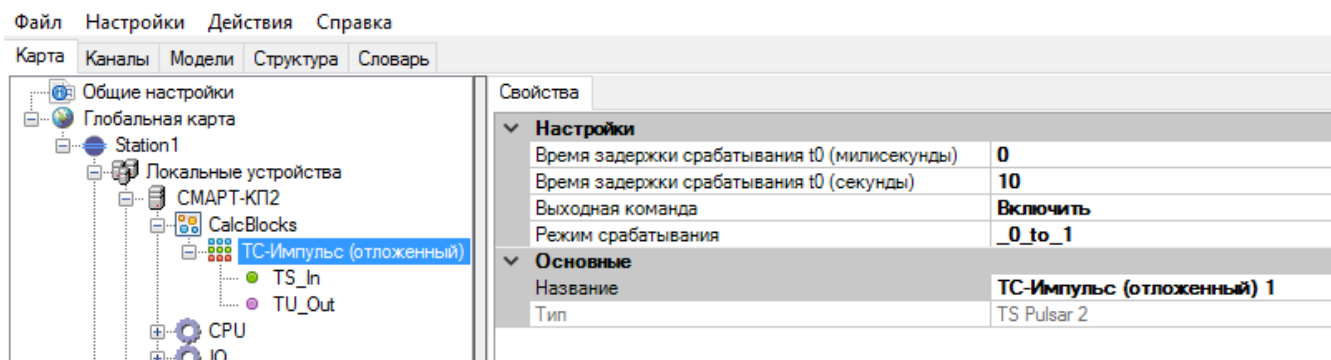 Файл Настройки Действия Справка
Карта Каналы Модели Структура Словарь
Общие настройки
Глобальная карта
Station1
Локальные устройства
СМАРТ-КП2
CalcBlocks
ТС-Импульс (отложенный)
TS_In
TU_Out
CPU
IO
Свойства
Настройки
Время задержки срабатывания t0 (милисекунды) 0
Время задержки срабатывания t0 (секунды) 10
Выходная команда Включить
Режим срабатывания _0_to_1
Основные
Название ТС-Импульс (отложенный) 1
Тип TS Pulsar 2